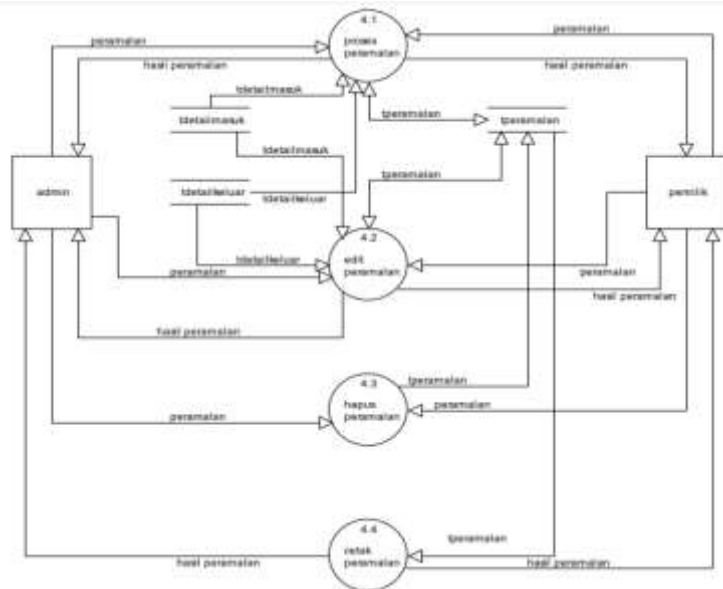 4.1
proses
peramalan
peramalan
peramalan
hasil peramalan
hasil peramalan
tdetailmasuk
tdetailmasuk
tperamalan
tperamalan
tdetailmasuk
tperamalan
admin
tdetailkeluar
tdetailkeluar
pemilik
4.2
edit
peramalan
tdetailkeluar
peramalan
peramalan
hasil peramalan
hasil peramalan
4.3
hapus
peramalan
tperamalan
peramalan
peramalan
4.4
cetak
peramalan
tperamalan
hasil peramalan
hasil peramalan